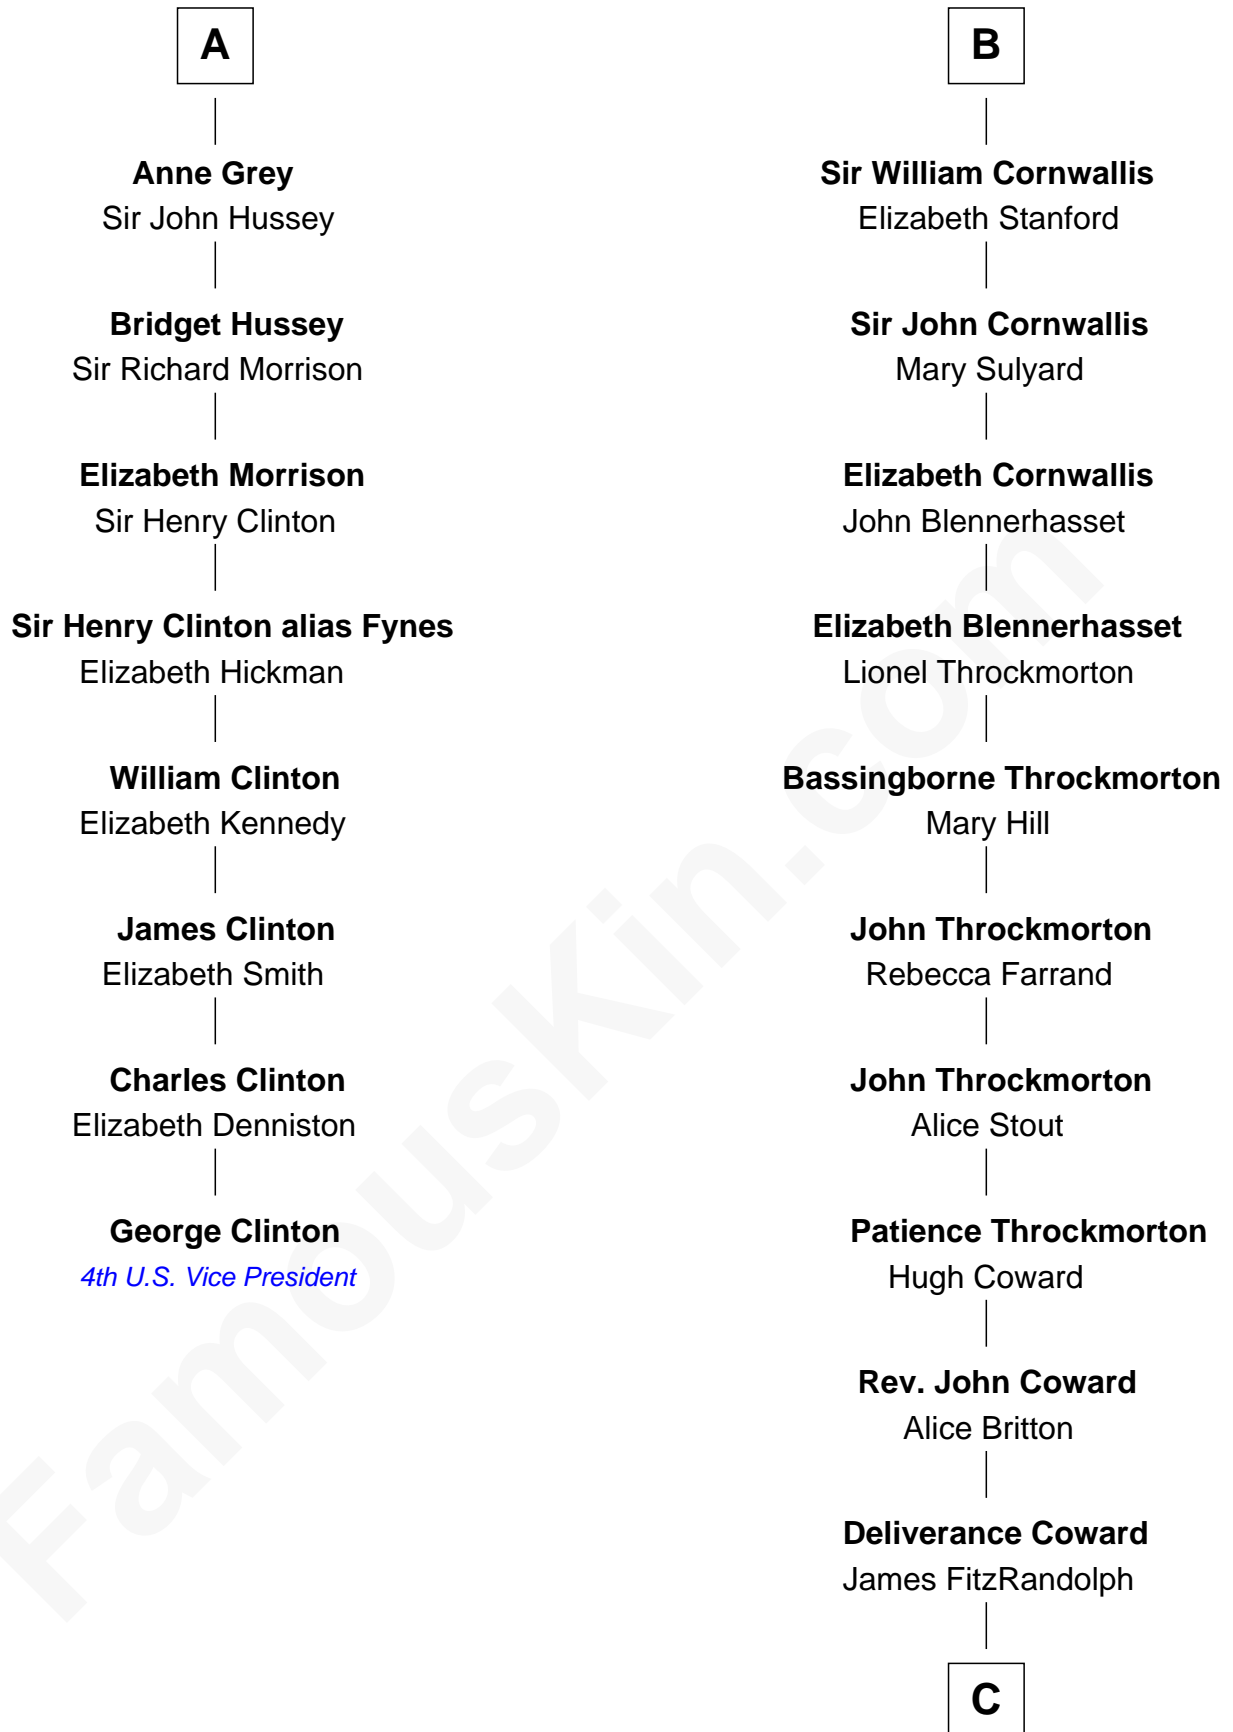 A
Anne Grey
Sir John Hussey
Bridget Hussey
Sir Richard Morrison
Elizabeth Morrison
Sir Henry Clinton
Sir Henry Clinton alias Fynes
Elizabeth Hickman
William Clinton
Elizabeth Kennedy
James Clinton
Elizabeth Smith
Charles Clinton
Elizabeth Denniston
George Clinton
4th U.S. Vice President
B
Sir William Cornwallis
Elizabeth Stanford
Sir John Cornwallis
Mary Sulyard
Elizabeth Cornwallis
John Blennerhasset
Elizabeth Blennerhasset
Lionel Throckmorton
Bassingborne Throckmorton
Mary Hill
John Throckmorton
Rebecca Farrand
John Throckmorton
Alice Stout
Patience Throckmorton
Hugh Coward
Rev. John Coward
Alice Britton
Deliverance Coward
James FitzRandolph
C
FamousKin.com